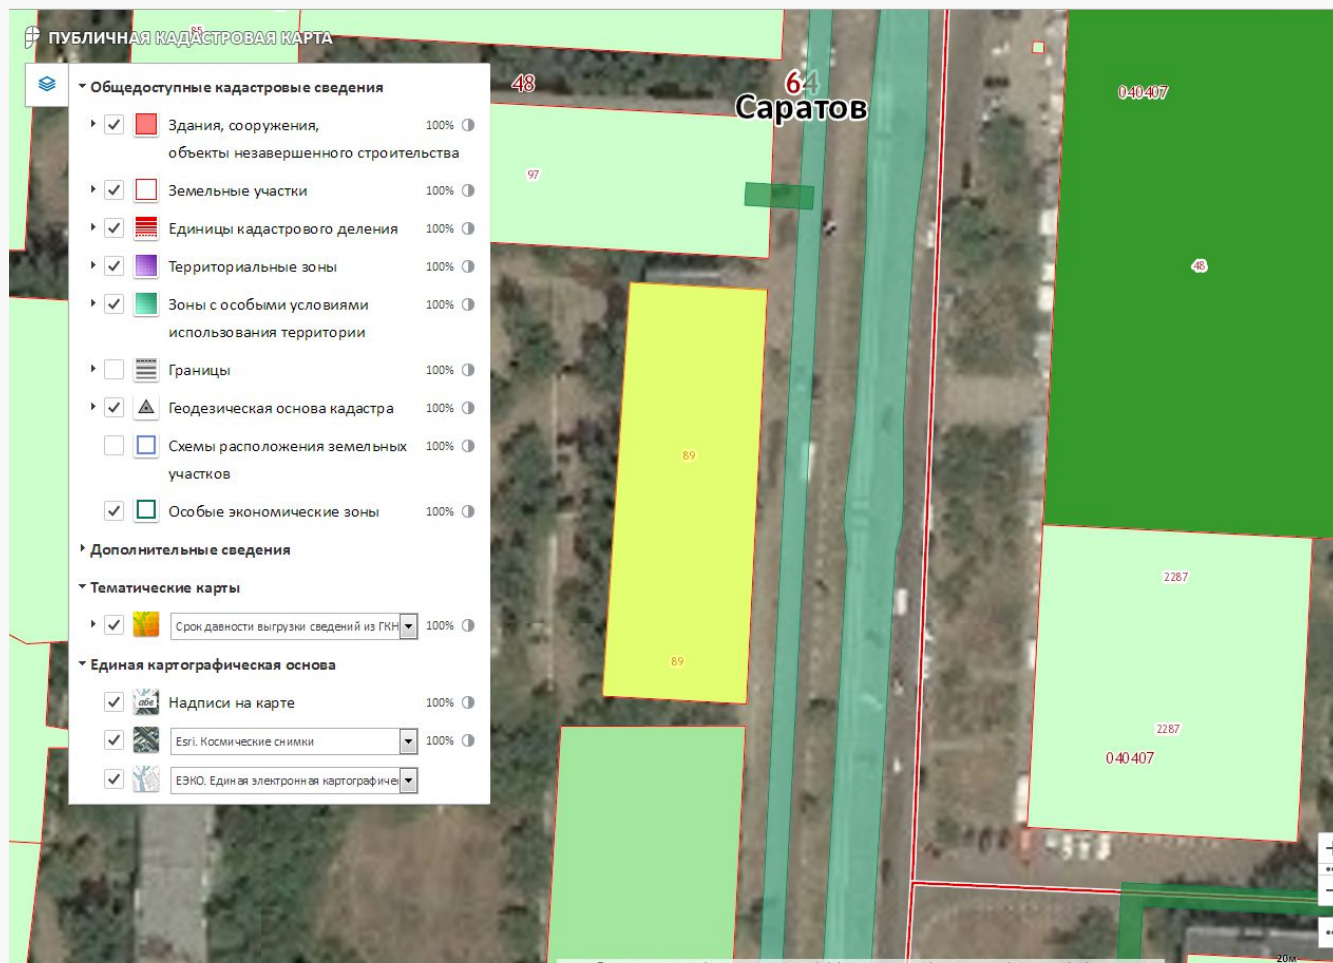 85
ПУБЛИЧНАЯ КАДАСТРОВАЯ КАРТА
Общедоступные кадастровые сведения
Здания, сооружения, 100%
объекты незавершенного строительства
Земельные участки 100%
Единицы кадастрового деления 100%
Территориальные зоны 100%
Зоны с особыми условиями 100%
использования территории
Границы 100%
Геодезическая основа кадастра 100%
Схемы расположения земельных 100%
участков
Особые экономические зоны 100%
Дополнительные сведения
Тематические карты
Срок давности выгрузки сведений из ГКН 100%
Единая картографическая основа
абв Надписи на карте 100%
Esri. Космические снимки 100%
ЕЭКО. Единая электронная картографиче
48
64
Саратов
040407
97
48
89
2287
89
2287
040407
20м